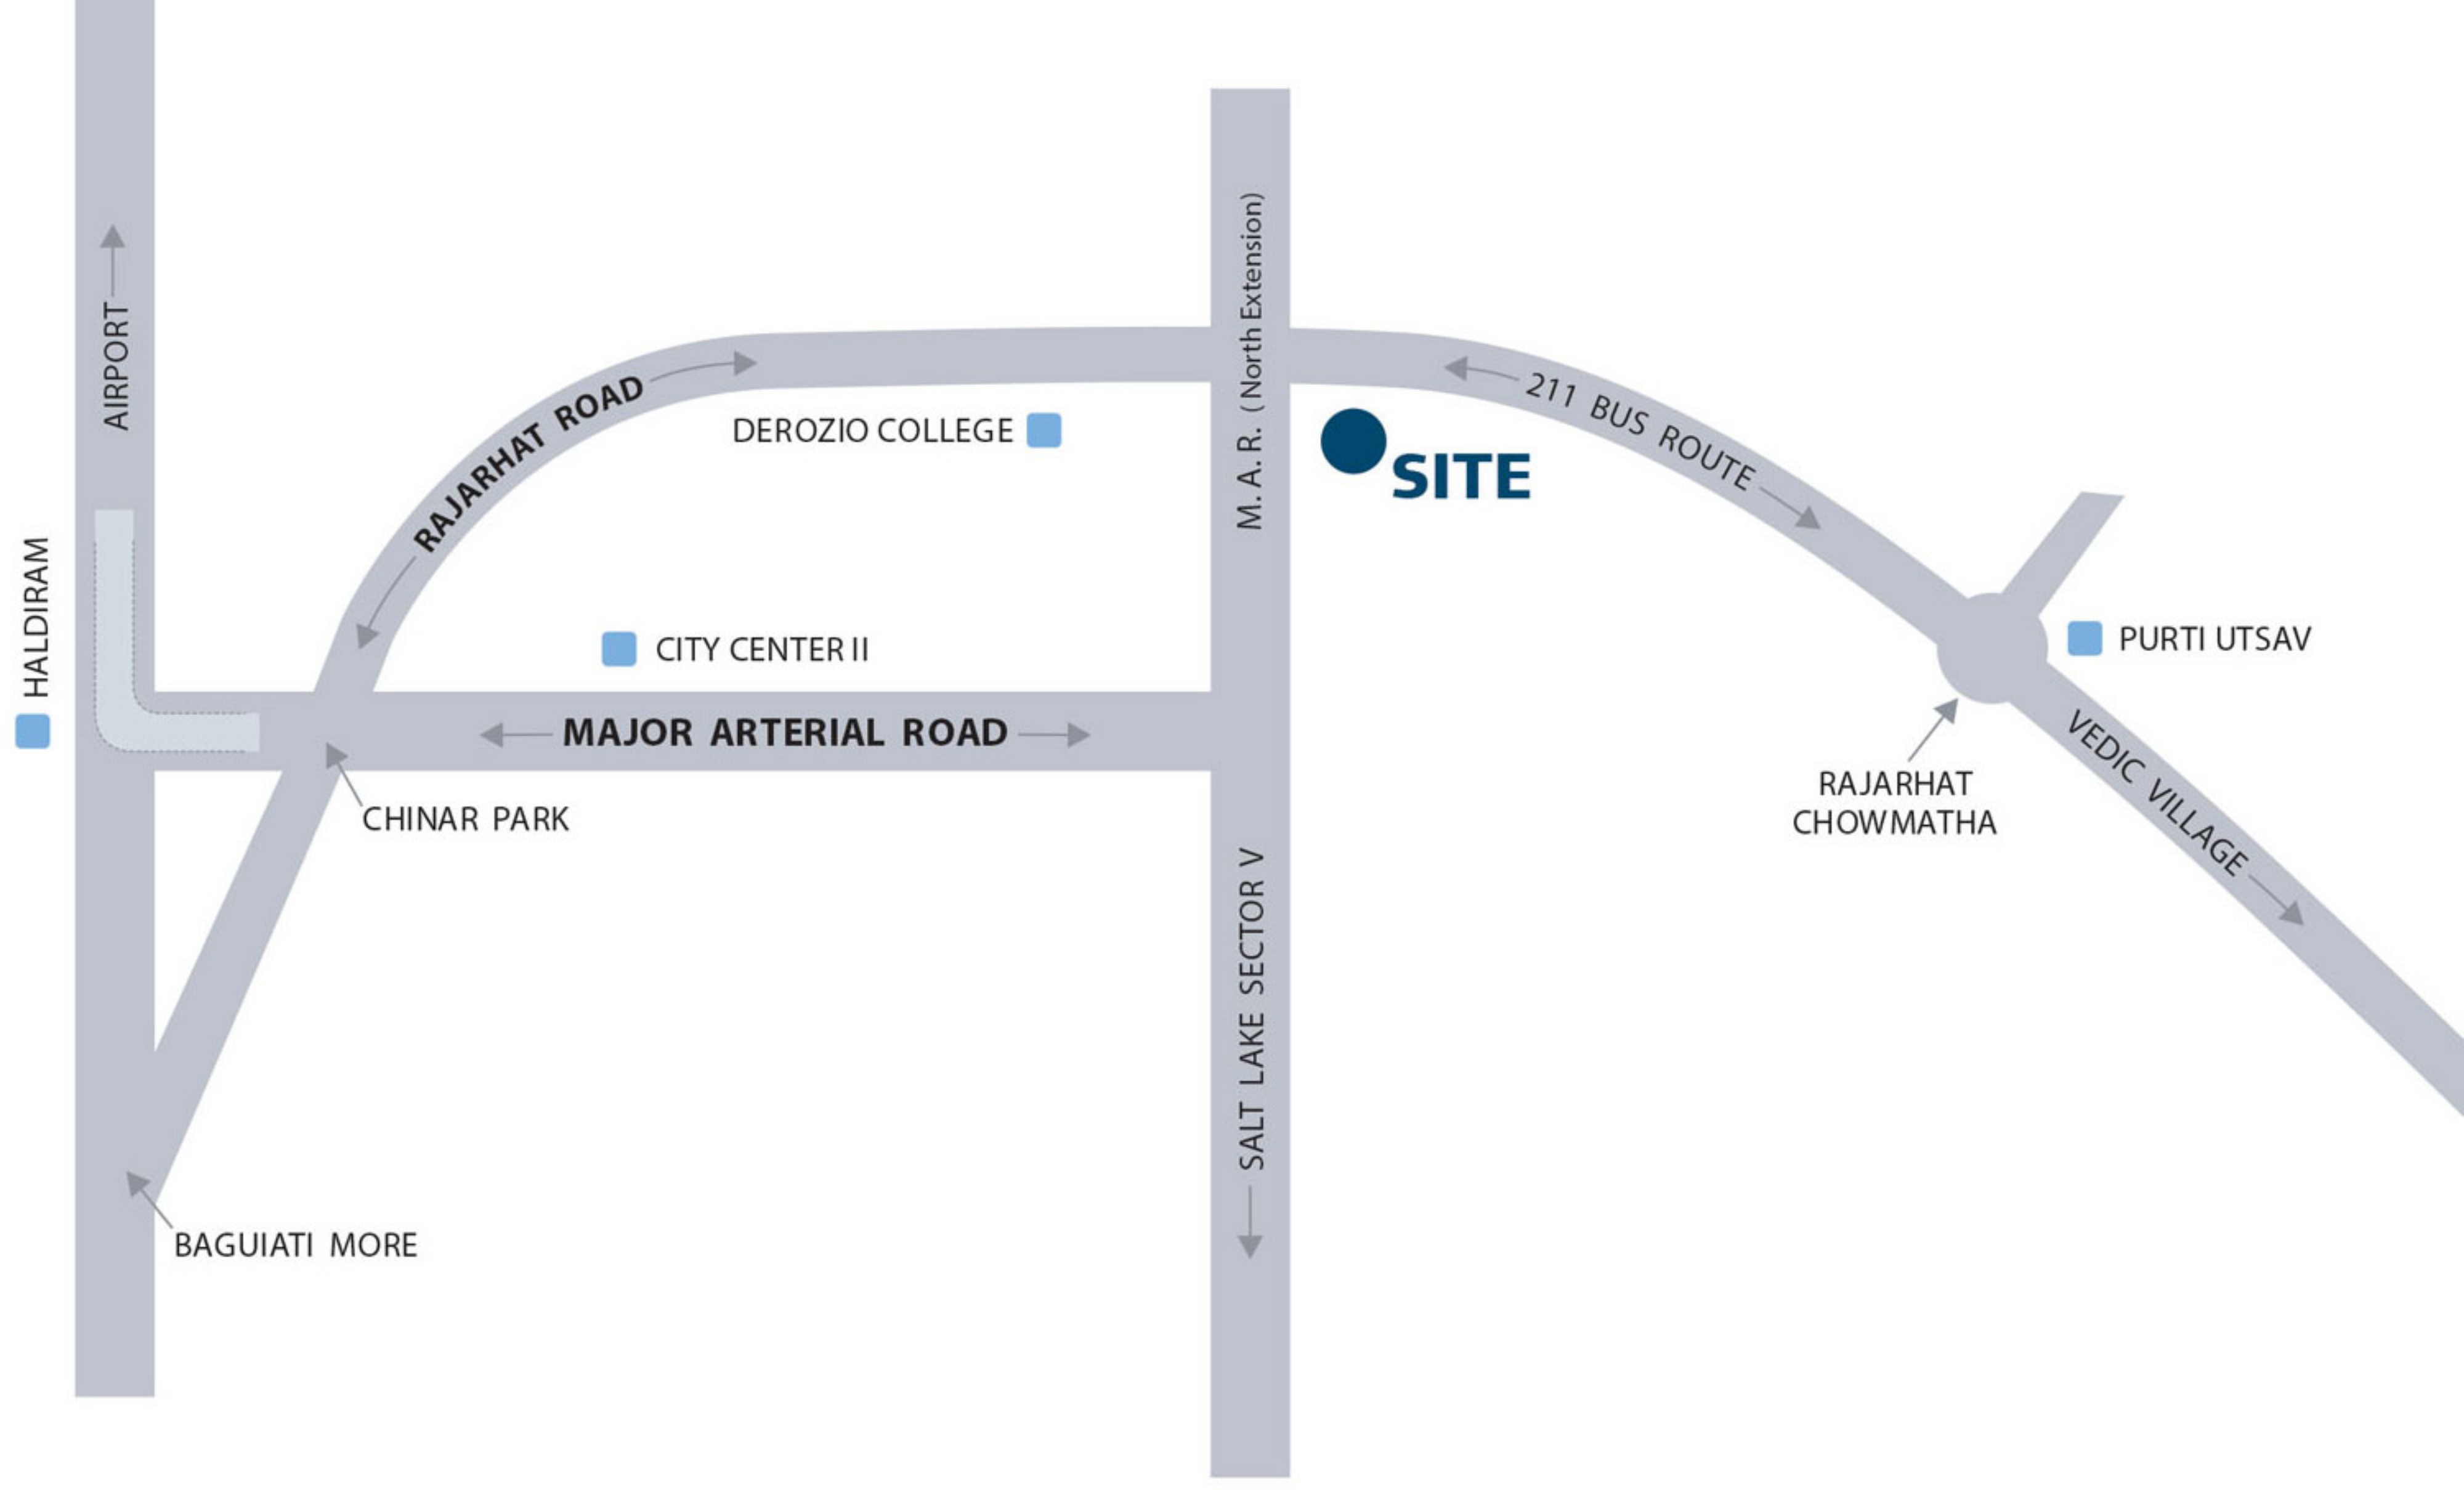 AIRPORT
HALDIRAM
RAJARHAT ROAD
DEROZIO COLLEGE
M. A. R. (North Extension)
SITE
211 BUS ROUTE
CITY CENTER II
MAJOR ARTERIAL ROAD
CHINAR PARK
BAGUIATI MORE
SALT LAKE SECTOR V
PURTI UTSAV
RAJARHAT
CHOWMATHA
VEDIC VILLAGE